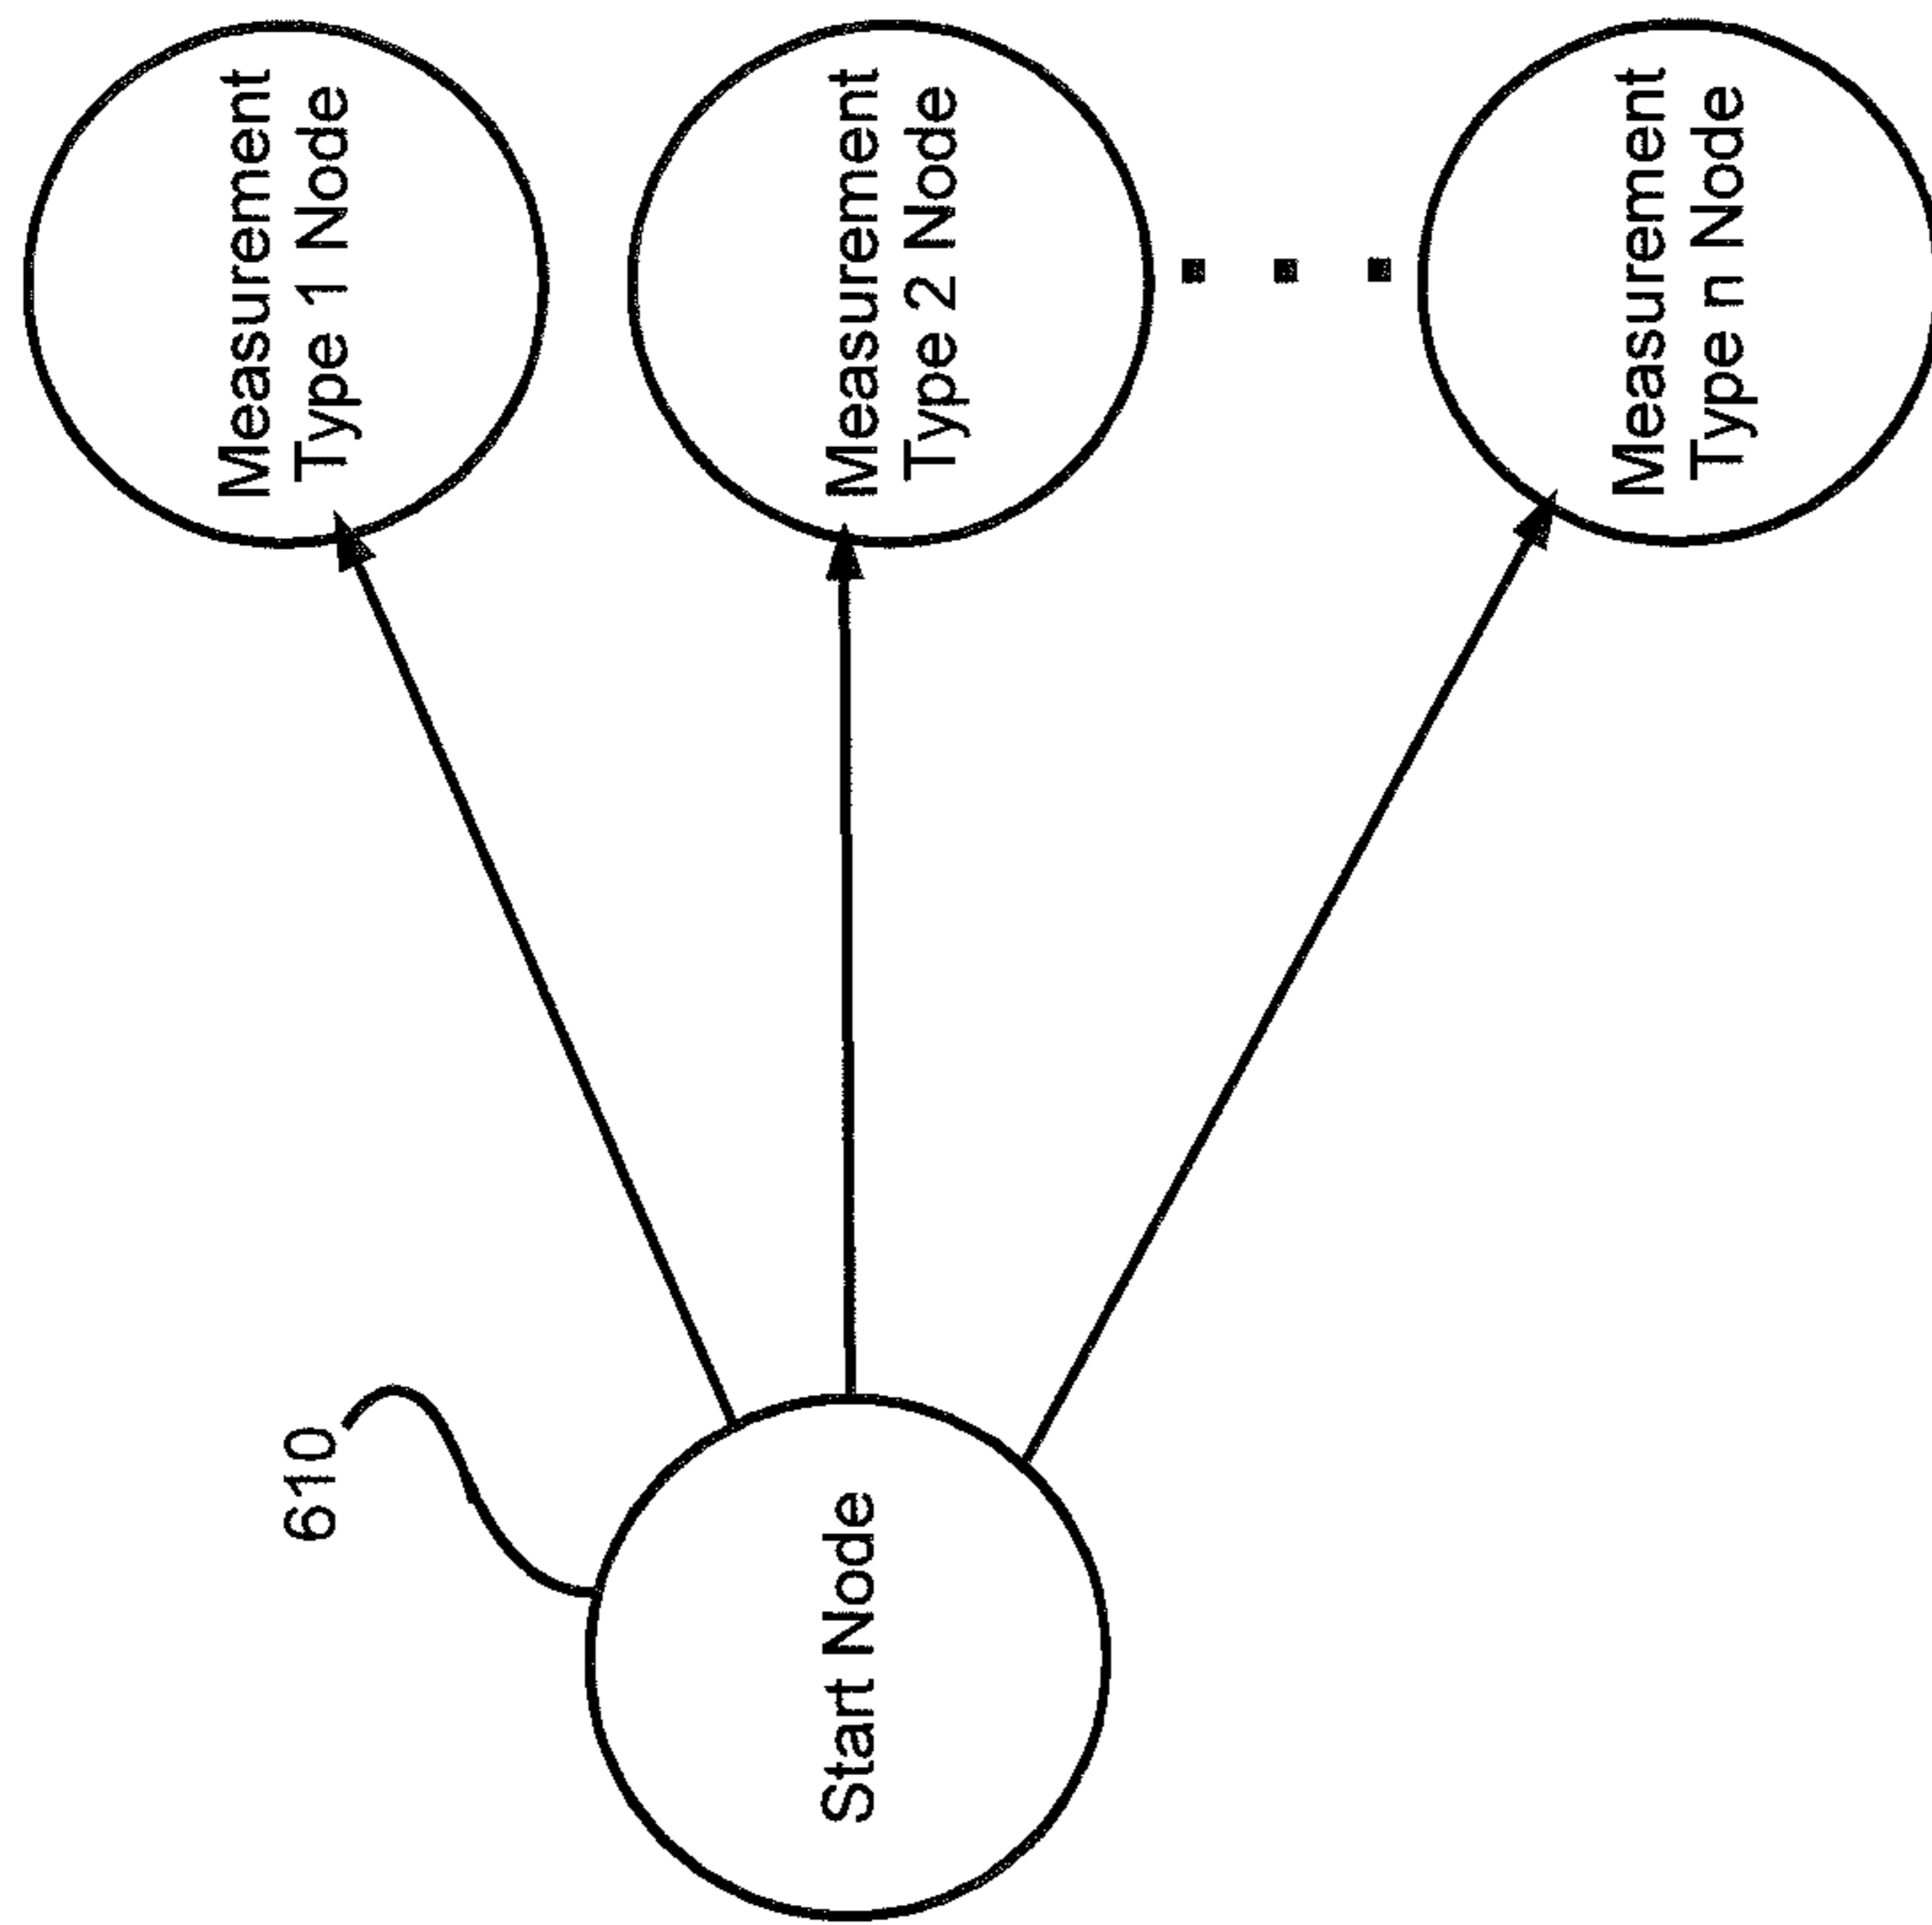 610
Start Node
Measurement
Type 1 Node
Measurement
Type 2 Node
Measurement
Type n Node